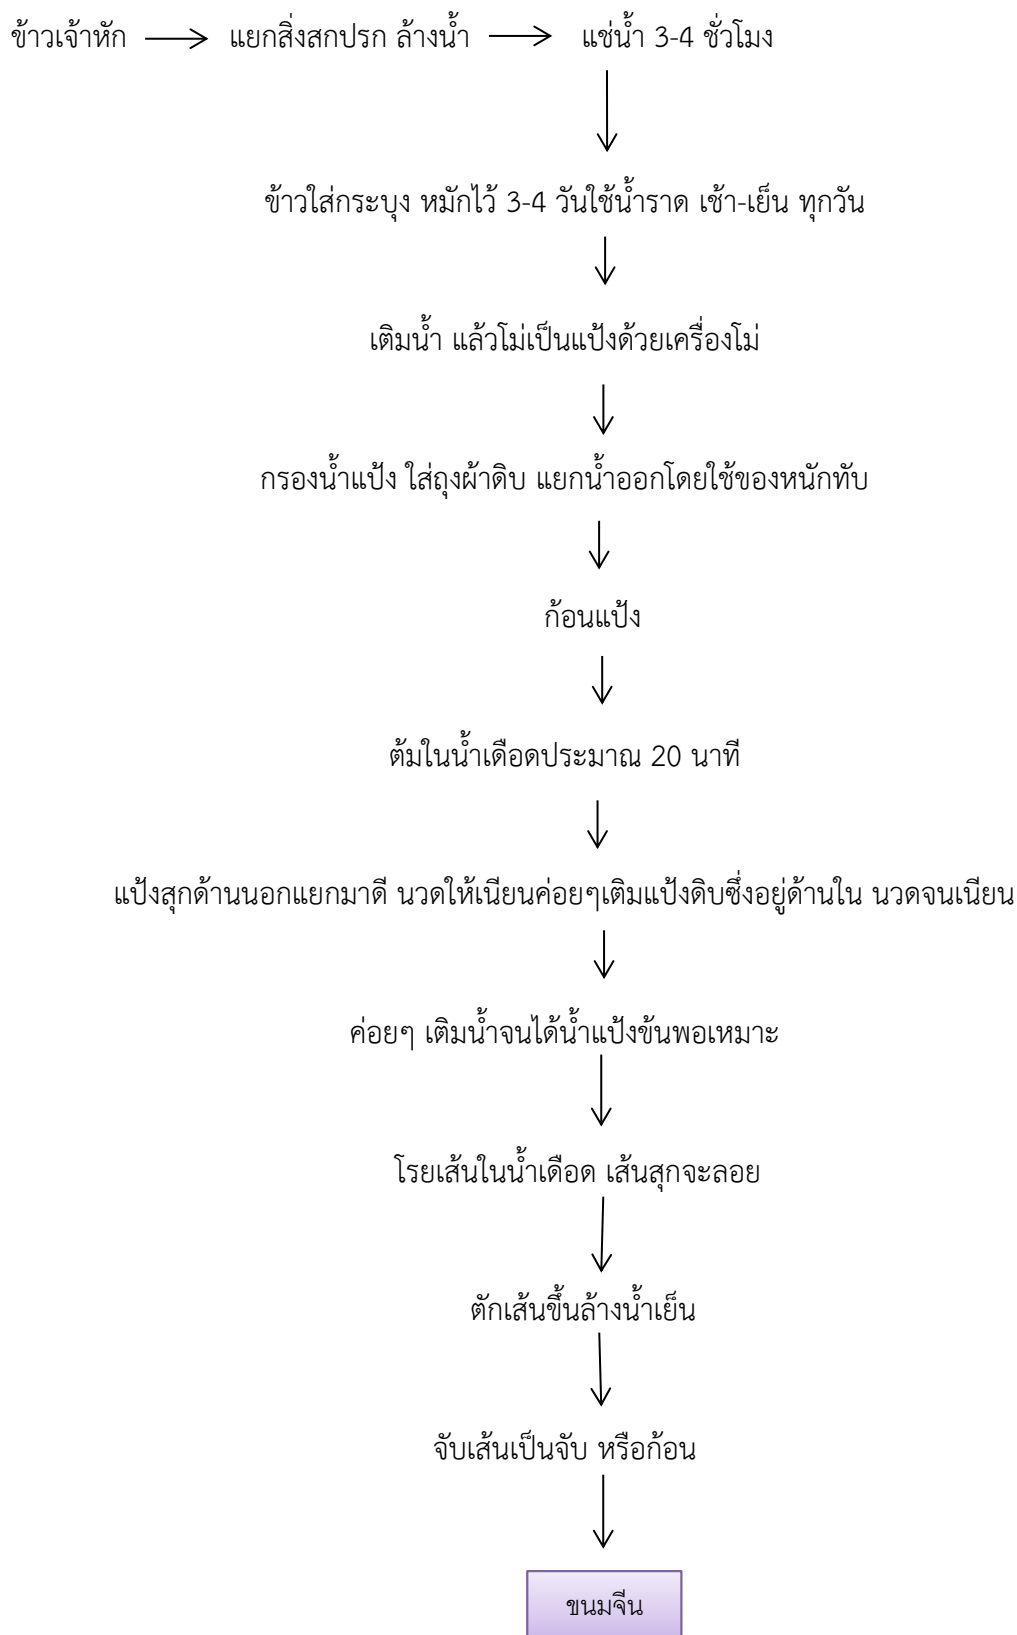 ข้าวเจ้าหัก แยกสิ่งสกปรก ล้างน้ำ แช่น้ำ 3-4 ชั่วโมง
ข้าวใส่กระบุง หมักไว้ 3-4 วันใช้น้ำราด เช้า-เย็น ทุกวัน
เติมน้ำ แล้วโม่เป็นแป้งด้วยเครื่องโม่
กรองน้ำแป้ง ใส่ถุงผ้าดิบ แยกน้ำออกโดยใช้ของหนักทับ
ก้อนแป้ง
ต้มในน้ำเดือดประมาณ 20 นาที
แป้งสุกด้านนอกแยกมาตี นวดให้เนียนค่อยๆเติมแป้งดิบซึ่งอยู่ด้านใน นวดจนเนียน
ค่อยๆ เติมน้ำจนได้น้ำแป้งข้นพอเหมาะ
โรยเส้นในน้ำเดือด เส้นสุกจะลอย
ตักเส้นขึ้นล้างน้ำเย็น
จับเส้นเป็นจับ หรือก้อน
ขนมจีน